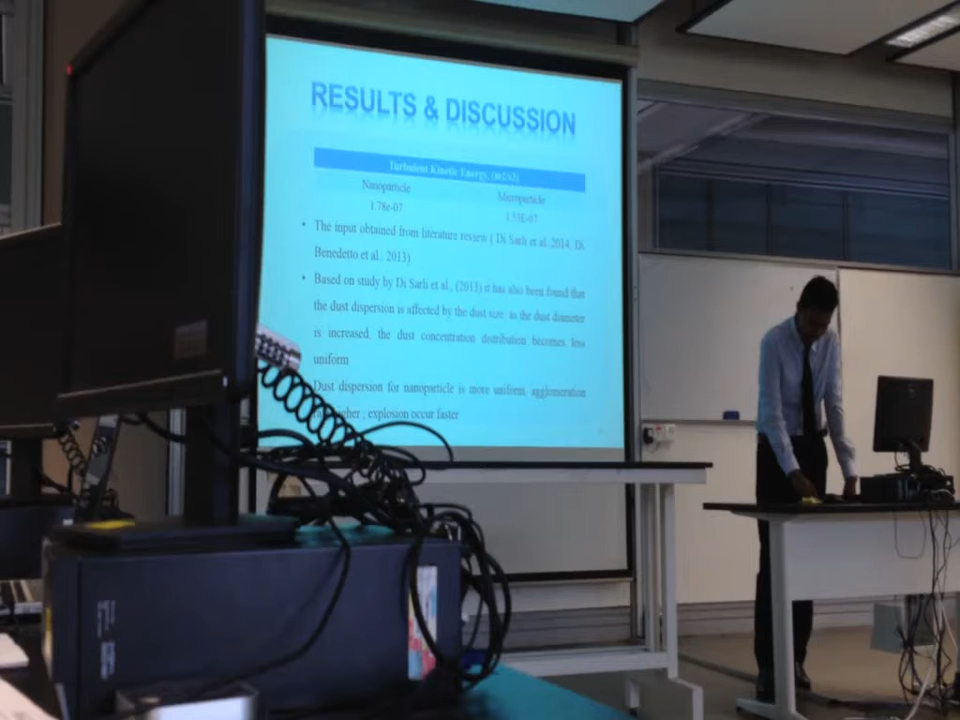 RESULTS & DISCUSSION
Turbulent Kinetic Energy, (m2/s2)
Nanoparticle Microparticle
1.78e-07 1.53E-07
• The input obtained from literature review ( Di Sarli et al.,2014; Di
Benedetto et al., 2013)
• Based on study by Di Sarli et al., (2013) it has also been found that
the dust dispersion is affected by the dust size: as the dust diameter
is increased, the dust concentration distribution becomes less
uniform
Dust dispersion for nanoparticle is more uniform, agglomeration
explosion occur faster